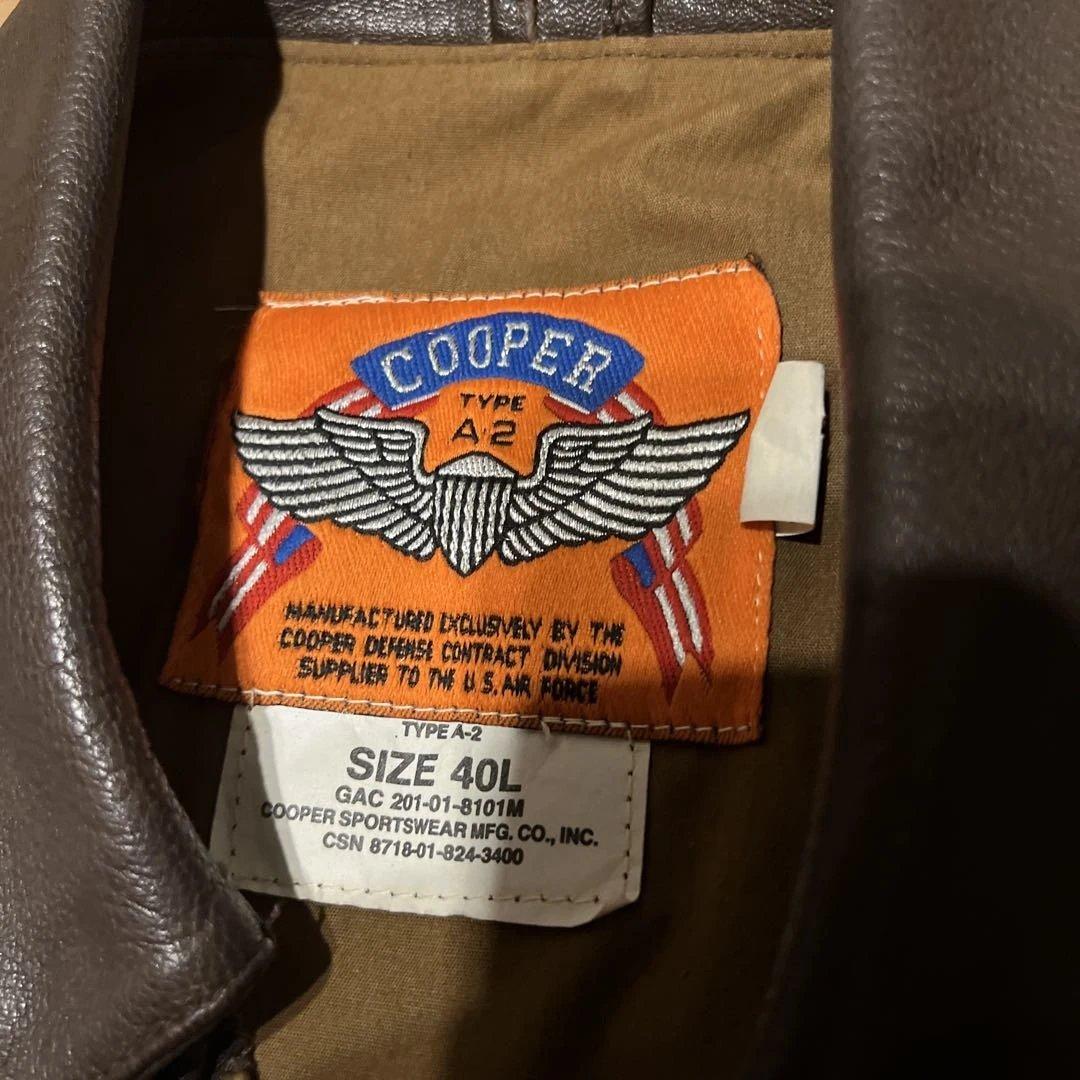 COOPER
TYPE
A-2
MANUFACTURED EXCLUSIVELY BY THE
COOPER DEFENSE CONTRACT DIVISION
SUPPLIER TO THE U.S. AIR FORCE
TYPE A-2
SIZE 40L
GAC 201-01-8101M
COOPER SPORTSWEAR MFG. CO., INC.
CSN 8718-01-824-3400